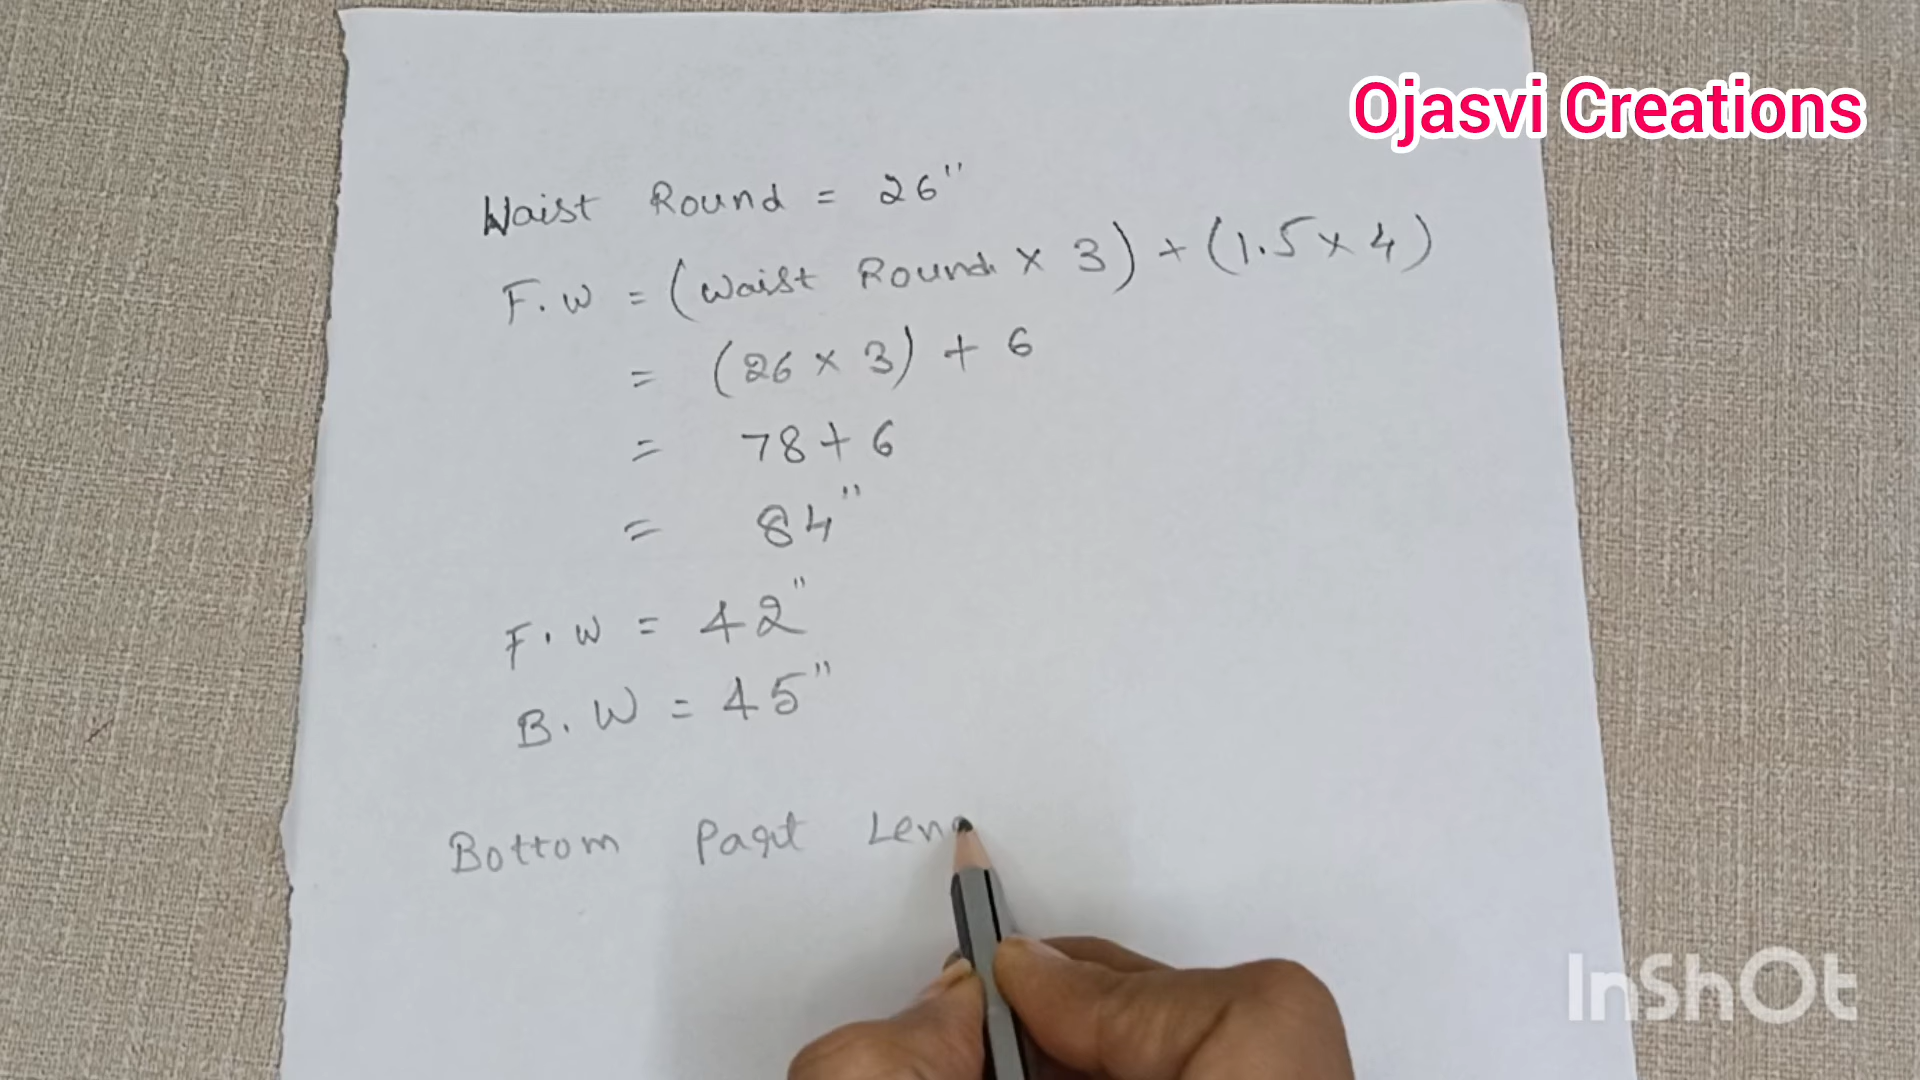 Ojasvi Creations
Waist Round = 26"
F.W = (Waist Round x 3) + (1.5 x 4)
= (26 x 3) + 6
= 78 + 6
= 84"
F.W = 42"
B.W = 45"
Bottom Part Len
InShOt